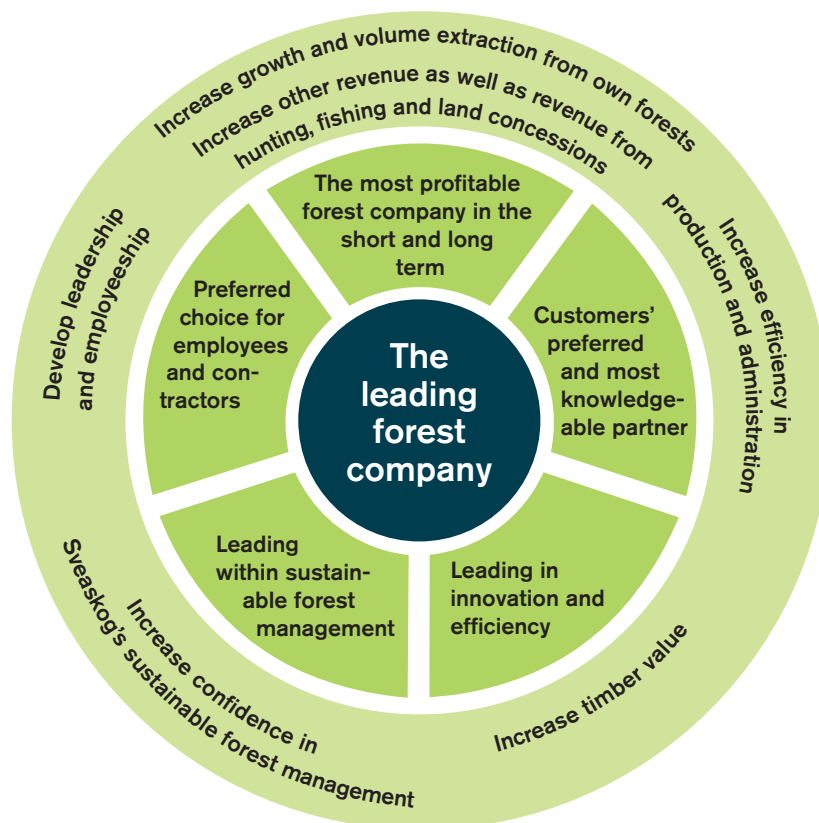 Increase growth and volume extraction from own forests
Increase other revenue as well as revenue from
hunting, fishing and land concessions
The most profitable
forest company in the
short and long
term
Develop leadership
and employeeship
Preferred
choice for
employees
and con-
tractors
The
leading
forest
company
Customers'
preferred
and most
knowledge-
able partner
Increase efficiency in
production and administration
Leading
within sustain-
able forest
management
Leading in
innovation and
efficiency
Increase confidence in
Sveaskog's sustainable forest management
Increase timber value